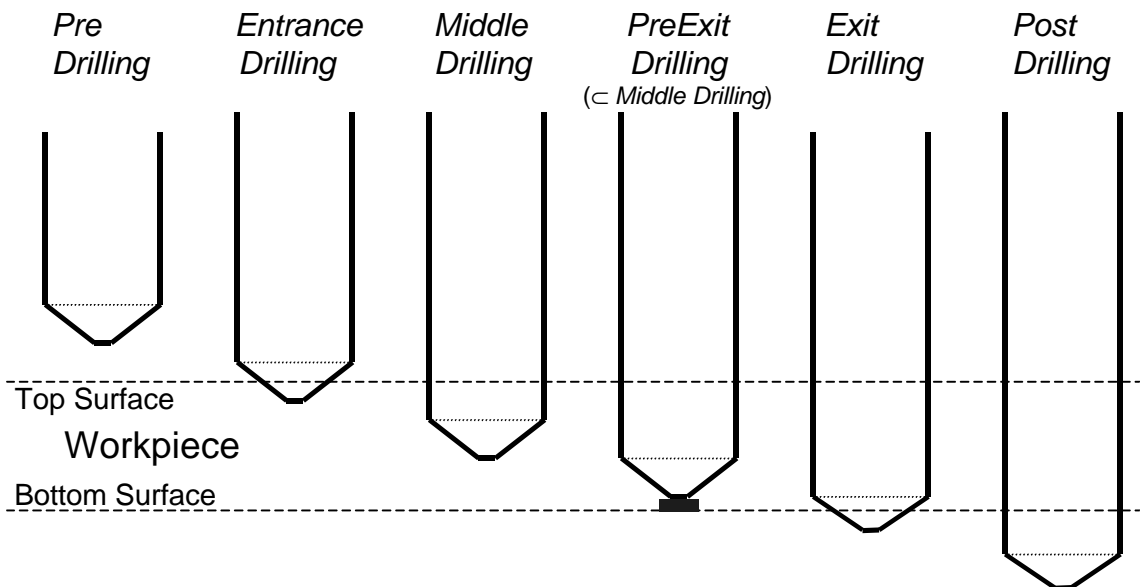 Pre
Drilling
Entrance
Drilling
Middle
Drilling
PreExit
Drilling
(⊂ Middle Drilling)
Exit
Drilling
Post
Drilling
Top Surface
Workpiece
Bottom Surface